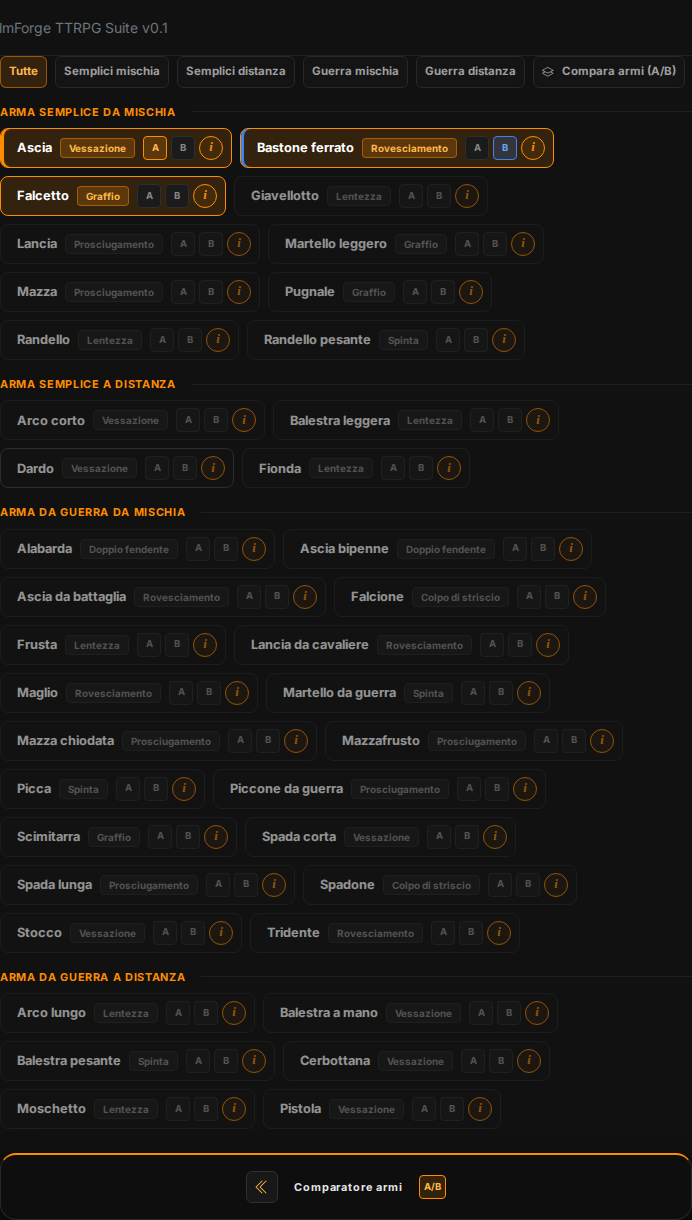 lmForge TTRPG Suite v0.1
Tutte Semplici mischia Semplici distanza Guerra mischia Guerra distanza Compara armi (A/B)
ARMA SEMPLICE DA MISCHIA
Ascia Vessazione A B i Bastone ferrato Rovesciamento A B i
Falcetto Graffio A B i Giavellotto Lentezza A B i
Lancia Prosciugamento A B i Martello leggero Graffio A B i
Mazza Prosciugamento A B i Pugnale Graffio A B i
Randello Lentezza A B i Randello pesante Spinta A B i
ARMA SEMPLICE A DISTANZA
Arco corto Vessazione A B i Balestra leggera Lentezza A B i
Dardo Vessazione A B i Fionda Lentezza A B i
ARMA DA GUERRA DA MISCHIA
Alabarda Doppio fendente A B i Ascia bipenne Doppio fendente A B i
Ascia da battaglia Rovesciamento A B i Falcione Colpo di striscio A B i
Frusta Lentezza A B i Lancia da cavaliere Rovesciamento A B i
Maglio Rovesciamento A B i Martello da guerra Spinta A B i
Mazza chiodata Prosciugamento A B i Mazzafrusto Prosciugamento A B i
Picca Spinta A B i Piccone da guerra Prosciugamento A B i
Scimitarra Graffio A B i Spada corta Vessazione A B i
Spada lunga Prosciugamento A B i Spadone Colpo di striscio A B i
Stocco Vessazione A B i Tridente Rovesciamento A B i
ARMA DA GUERRA A DISTANZA
Arco lungo Lentezza A B i Balestra a mano Vessazione A B i
Balestra pesante Spinta A B i Cerbottana Vessazione A B i
Moschetto Lentezza A B i Pistola Vessazione A B i
Comparatore armi A/B